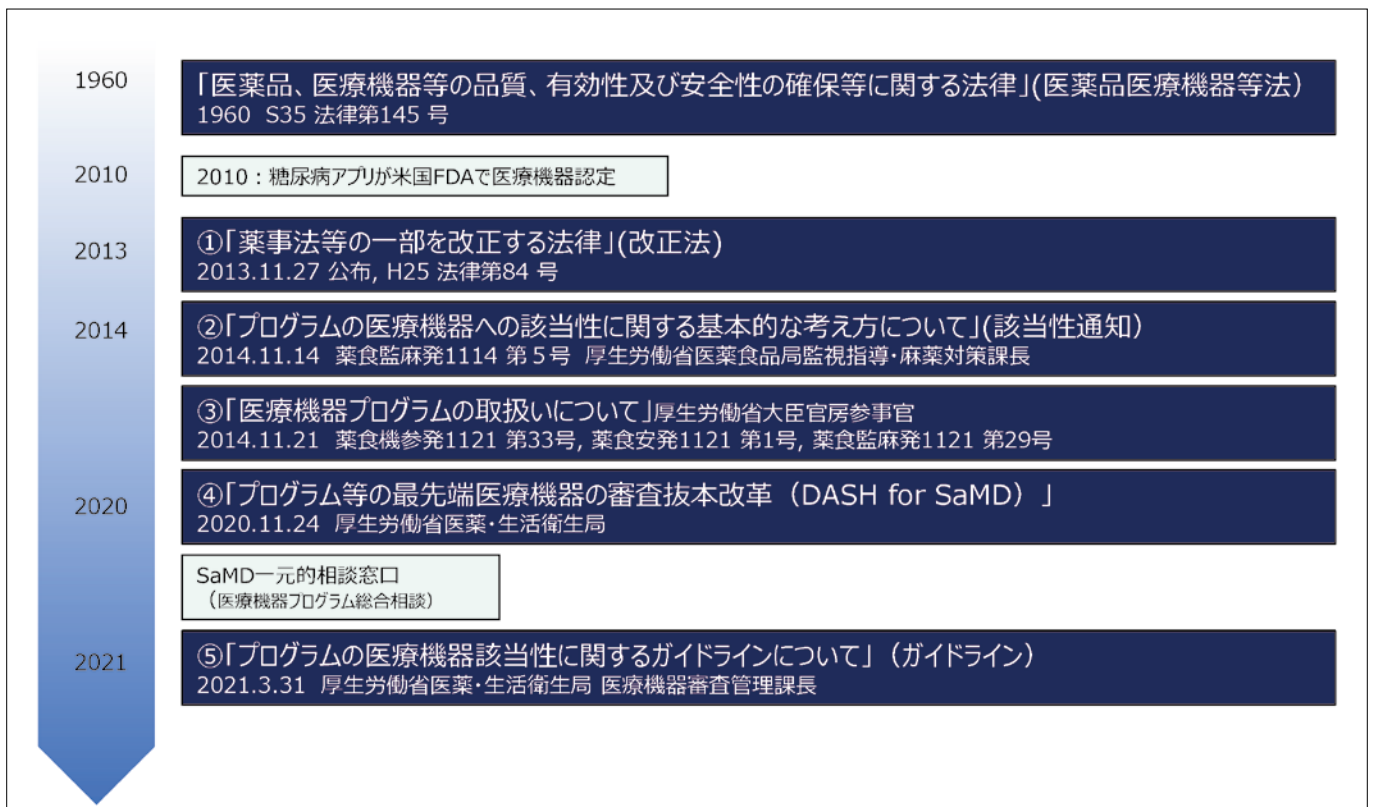 1960
「医薬品、医療機器等の品質、有効性及び安全性の確保等に関する法律」(医薬品医療機器等法)
1960 S35 法律第145 号
2010
2010：糖尿病アプリが米国FDAで医療機器認定
2013
①「薬事法等の一部を改正する法律」(改正法)
2013.11.27 公布, H25 法律第84 号
2014
②「プログラムの医療機器への該当性に関する基本的な考え方について」(該当性通知)
2014.11.14 薬食監麻発1114 第５号 厚生労働省医薬食品局監視指導・麻薬対策課長
③「医療機器プログラムの取扱いについて」厚生労働省大臣官房参事官
2014.11.21 薬食機参発1121 第33号, 薬食安発1121 第1号, 薬食監麻発1121 第29号
2020
④「プログラム等の最先端医療機器の審査抜本改革（DASH for SaMD）」
2020.11.24 厚生労働省医薬・生活衛生局
SaMD一元的相談窓口
（医療機器プログラム総合相談）
2021
⑤「プログラムの医療機器該当性に関するガイドラインについて」（ガイドライン）
2021.3.31 厚生労働省医薬・生活衛生局 医療機器審査管理課長